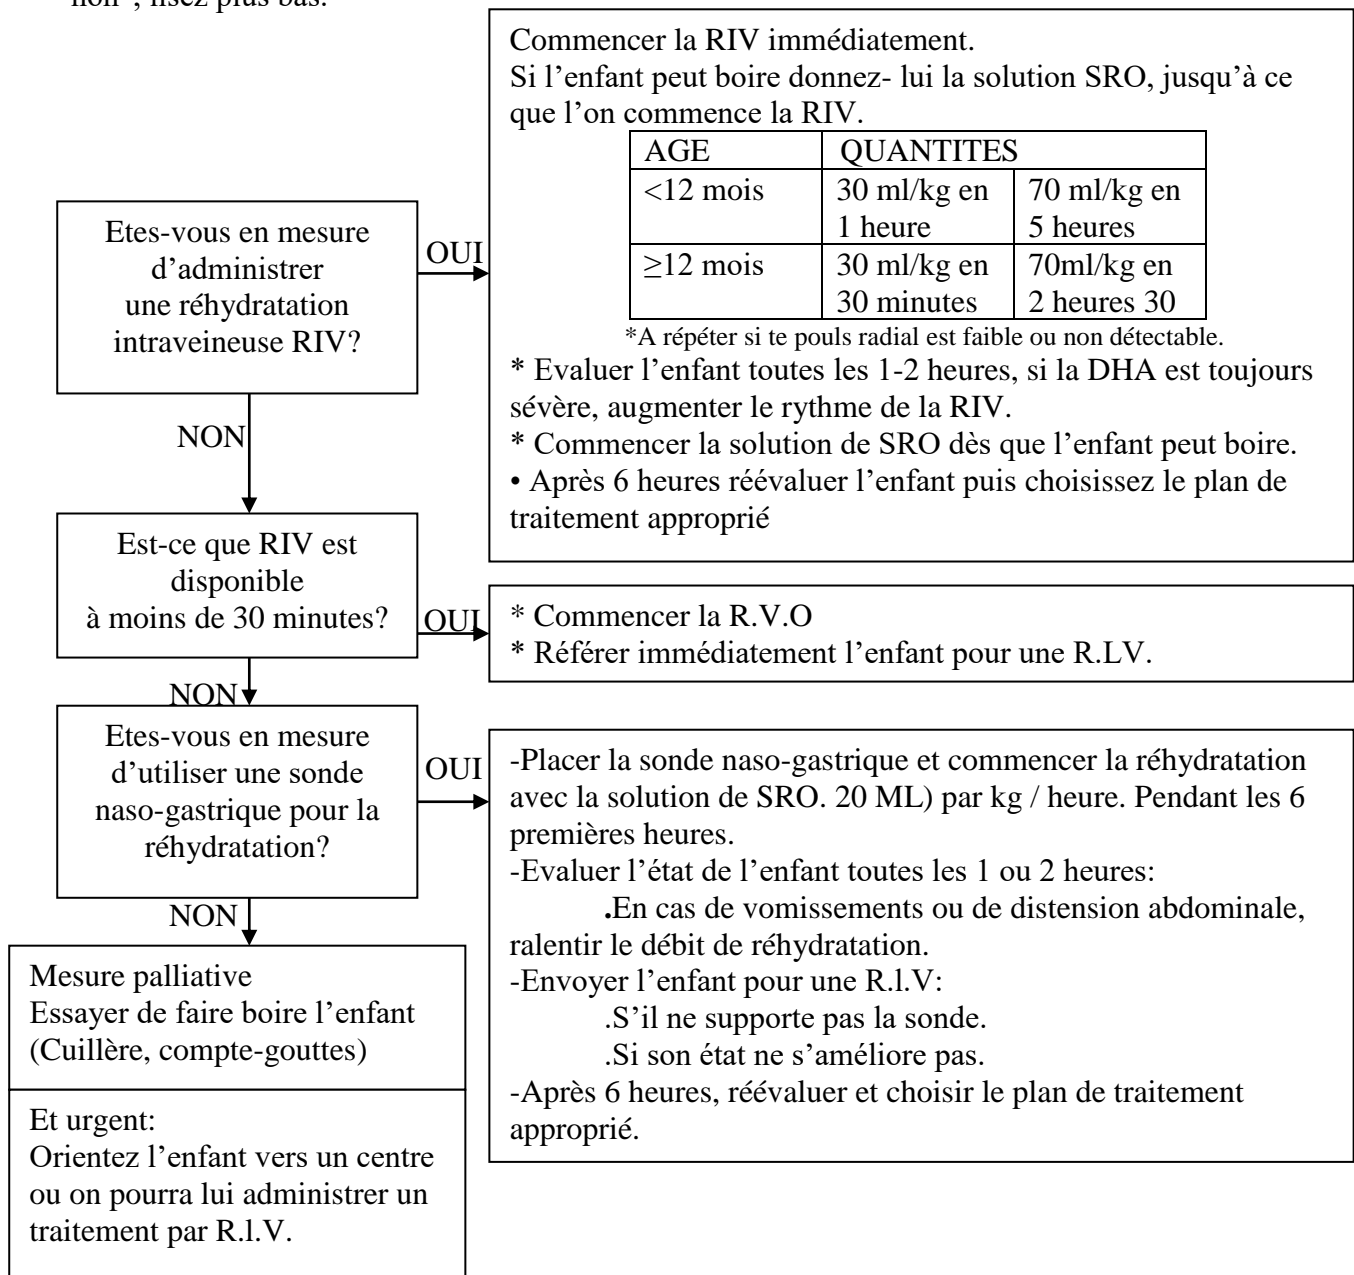 non", lisez plus bas.
Commencer la RIV immédiatement.
Si l'enfant peut boire donnez- lui la solution SRO, jusqu'à ce
que l'on commence la RIV.
AGE QUANTITES
<12 mois 30 ml/kg en 70 ml/kg en
1 heure 5 heures
≥12 mois 30 ml/kg en 70ml/kg en
30 minutes 2 heures 30
*A répéter si te pouls radial est faible ou non détectable.
* Evaluer l'enfant toutes les 1-2 heures, si la DHA est toujours
sévère, augmenter le rythme de la RIV.
* Commencer la solution de SRO dès que l'enfant peut boire.
• Après 6 heures réévaluer l'enfant puis choisissez le plan de
traitement approprié
Etes-vous en mesure
d'administrer
une réhydratation
intraveineuse RIV?
OUI
NON
Est-ce que RIV est
disponible
à moins de 30 minutes?
OUI
* Commencer la R.V.O
* Référer immédiatement l'enfant pour une R.LV.
NON
Etes-vous en mesure
d'utiliser une sonde
naso-gastrique pour la
réhydratation?
OUI
-Placer la sonde naso-gastrique et commencer la réhydratation
avec la solution de SRO. 20 ML) par kg / heure. Pendant les 6
premières heures.
-Evaluer l'état de l'enfant toutes les 1 ou 2 heures:
.En cas de vomissements ou de distension abdominale,
ralentir le débit de réhydratation.
-Envoyer l'enfant pour une R.l.V:
.S'il ne supporte pas la sonde.
.Si son état ne s'améliore pas.
-Après 6 heures, réévaluer et choisir le plan de traitement
approprié.
NON
Mesure palliative
Essayer de faire boire l'enfant
(Cuillère, compte-gouttes)
Et urgent:
Orientez l'enfant vers un centre
ou on pourra lui administrer un
traitement par R.l.V.